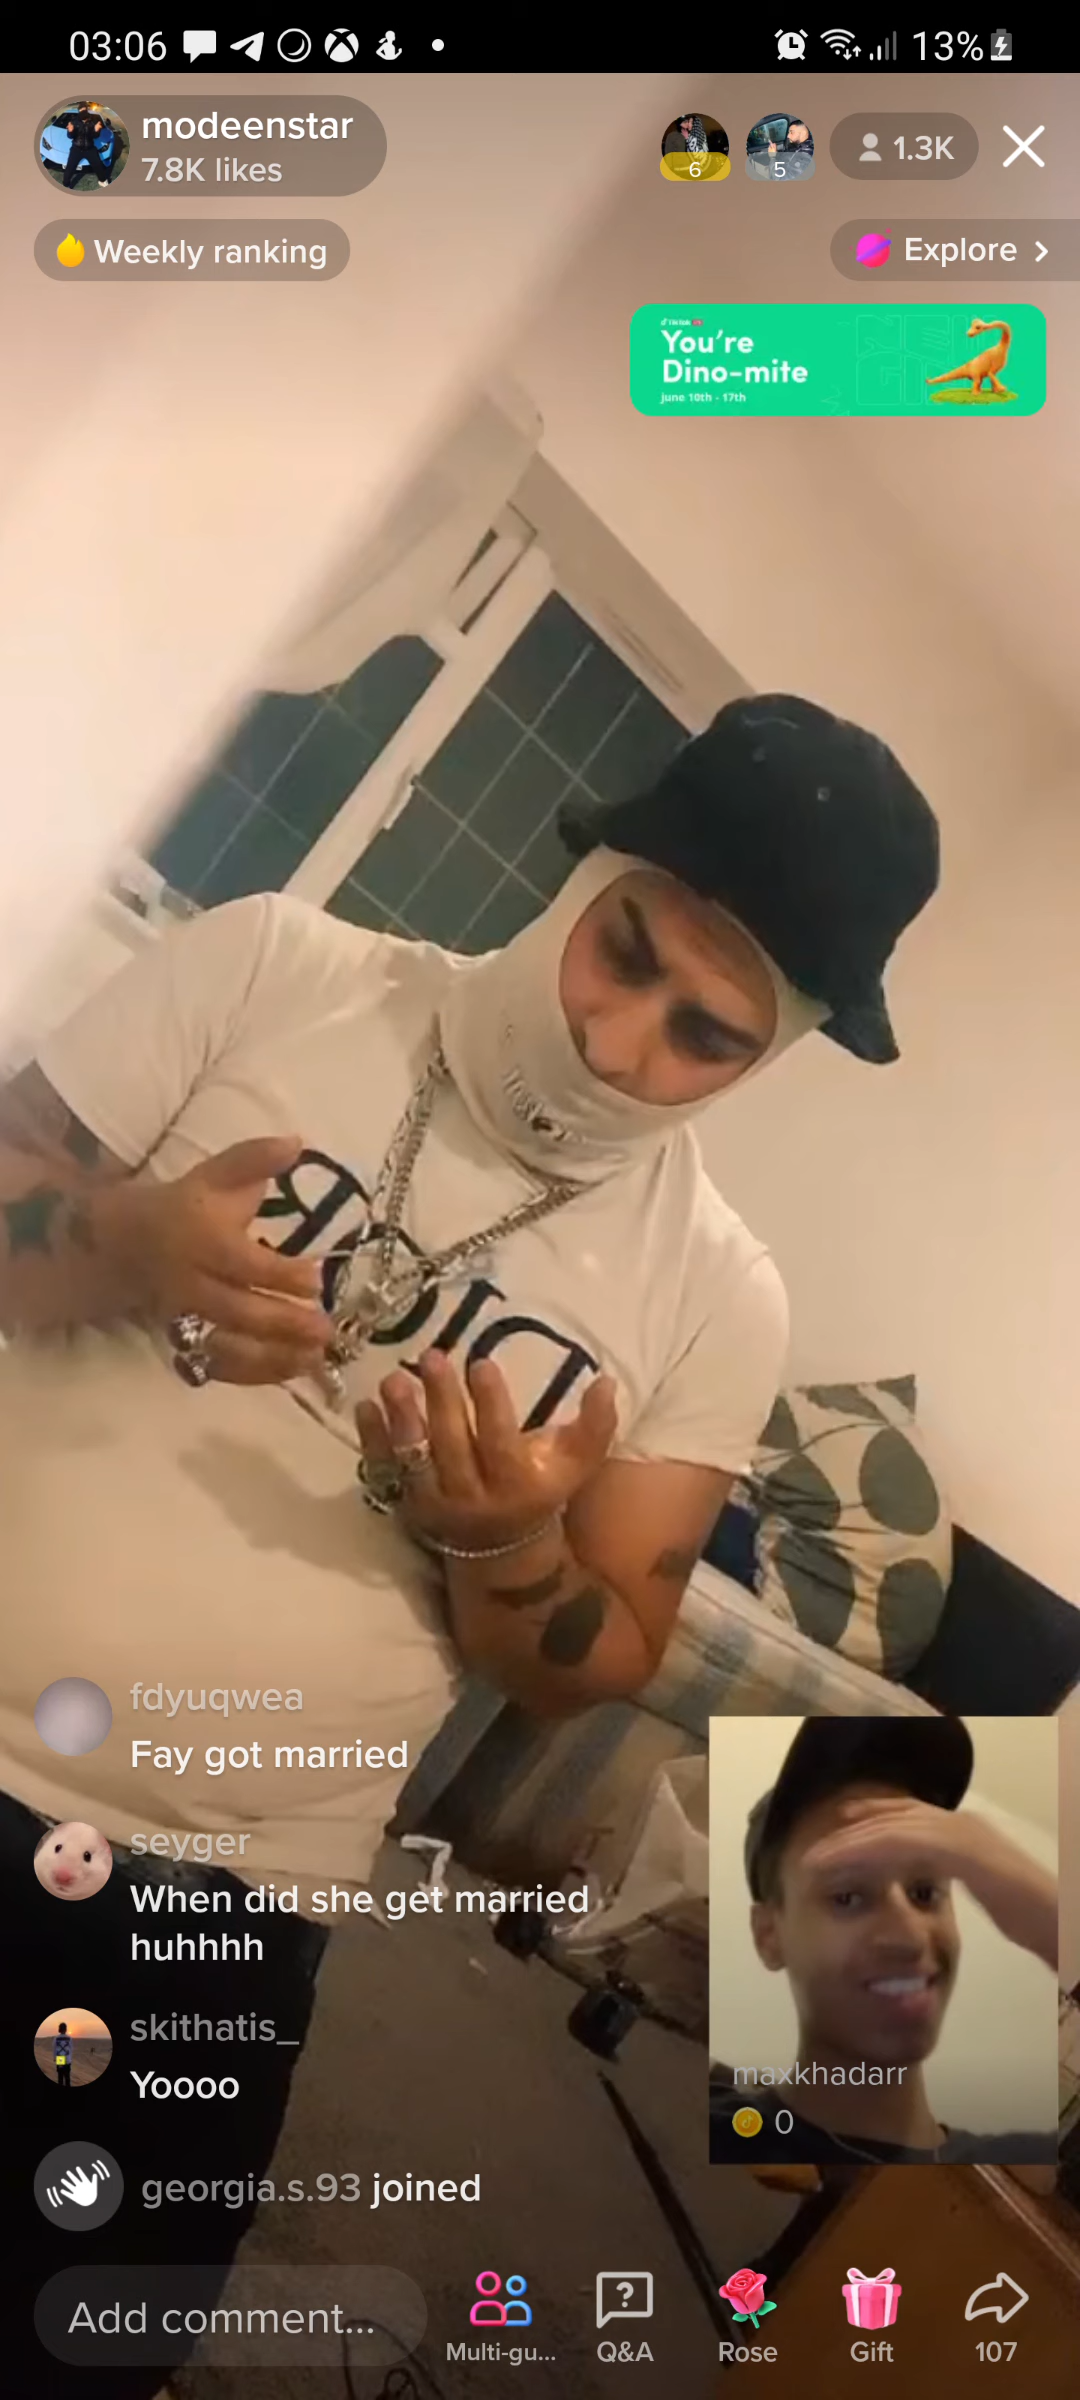 03:06
13%
modeenstar
7.8K likes
6
5
1.3K
Weekly ranking
Explore
TikTok
You're
Dino-mite
June 10th - 17th
DIOR
fdyuqwea
Fay got married
seyger
When did she get married
huhhhh
skithatis_
Yoooo
georgia.s.93 joined
maxkhadarr
0
Add comment...
Multi-gu...
Q&A
Rose
Gift
107